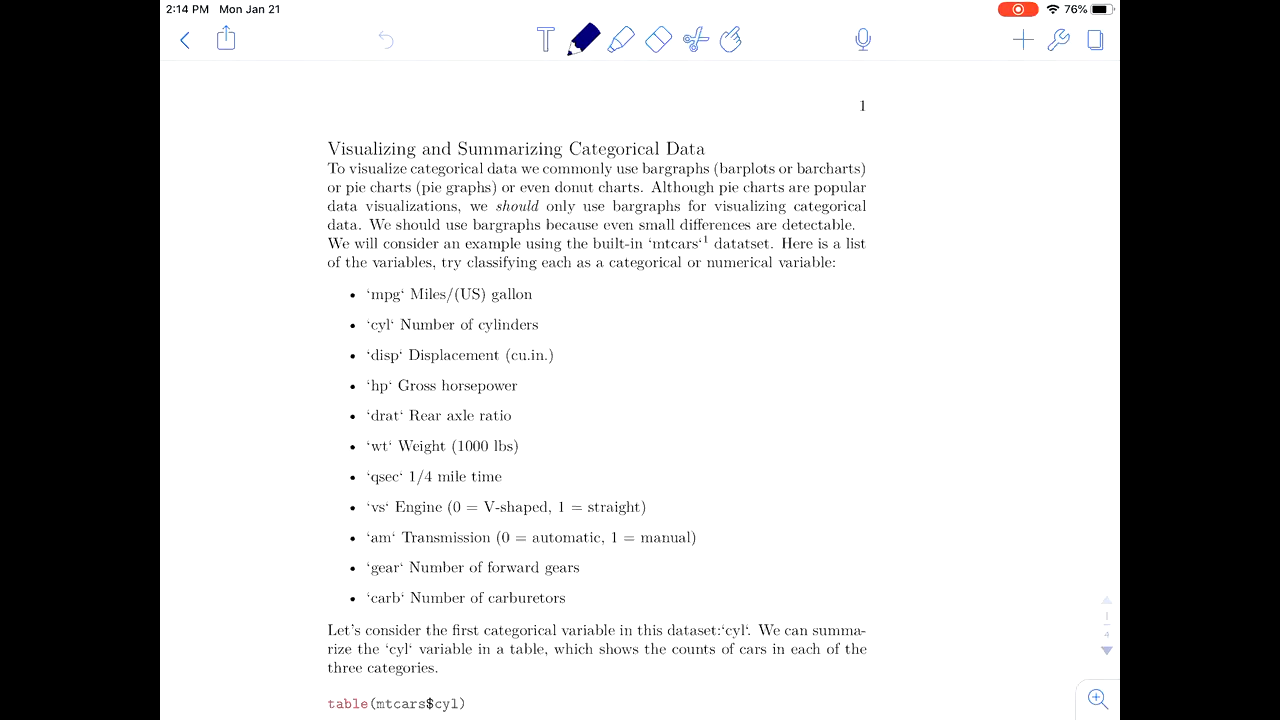 2:14 PM Mon Jan 21
76%
T
1
Visualizing and Summarizing Categorical Data
To visualize categorical data we commonly use bargraphs (barplots or barcharts)
or pie charts (pie graphs) or even donut charts. Although pie charts are popular
data visualizations, we should only use bargraphs for visualizing categorical
data. We should use bargraphs because even small differences are detectable.
We will consider an example using the built-in ‘mtcars‘1 datatset. Here is a list
of the variables, try classifying each as a categorical or numerical variable:
• ‘mpg‘ Miles/(US) gallon
• ‘cyl‘ Number of cylinders
• ‘disp‘ Displacement (cu.in.)
• ‘hp‘ Gross horsepower
• ‘drat‘ Rear axle ratio
• ‘wt‘ Weight (1000 lbs)
• ‘qsec‘ 1/4 mile time
• ‘vs‘ Engine (0 = V-shaped, 1 = straight)
• ‘am‘ Transmission (0 = automatic, 1 = manual)
• ‘gear‘ Number of forward gears
• ‘carb‘ Number of carburetors
Let's consider the first categorical variable in this dataset:‘cyl‘. We can summa-
rize the ‘cyl‘ variable in a table, which shows the counts of cars in each of the
three categories.
table(mtcars$cyl)
1
4